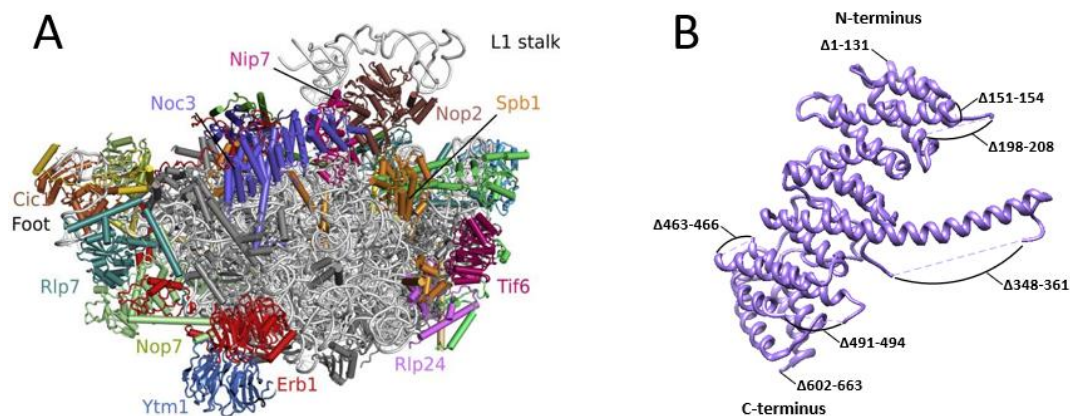 A
L1 stalk
Nip7
Noc3
Nop2
Spb1
Cic1
Foot
Rlp7
Tif6
Nop7
Rlp24
Erb1
Ytm1
B
N-terminus
Δ1-131
Δ151-154
Δ198-208
Δ463-466
Δ348-361
Δ491-494
Δ602-663
C-terminus